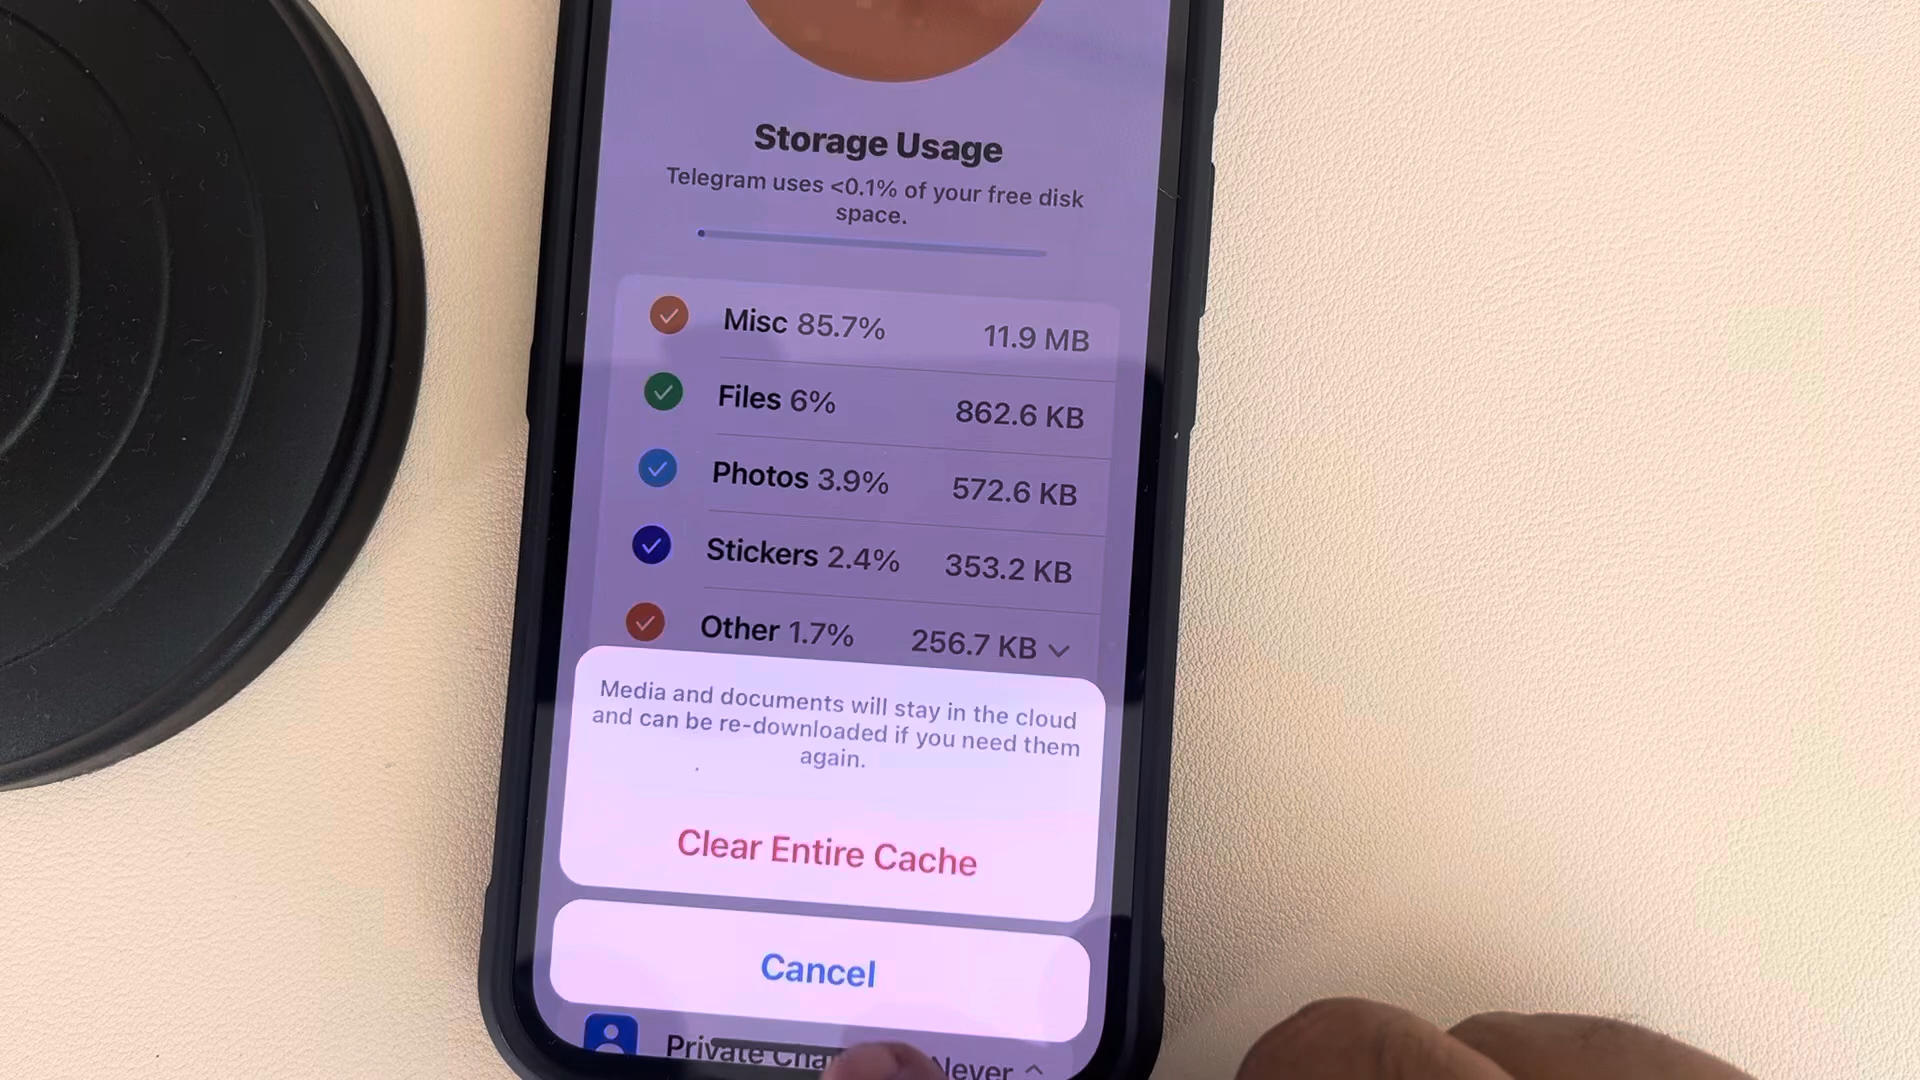 Storage Usage
Telegram uses <0.1% of your free disk
space.
Misc 85.7% 11.9 MB
Files 6% 862.6 KB
Photos 3.9% 572.6 KB
Stickers 2.4% 353.2 KB
Other 1.7% 256.7 KB
Media and documents will stay in the cloud
and can be re-downloaded if you need them
again.
Clear Entire Cache
Cancel
Private Never